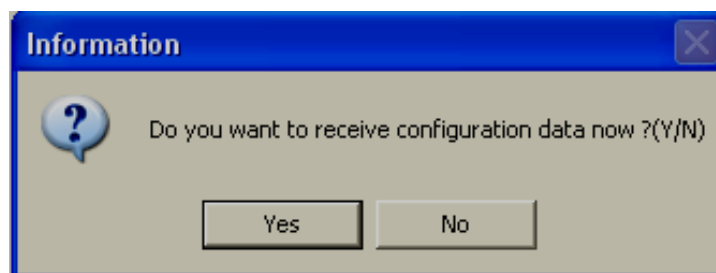 Information
Do you want to receive configuration data now ?(Y/N)
Yes
No